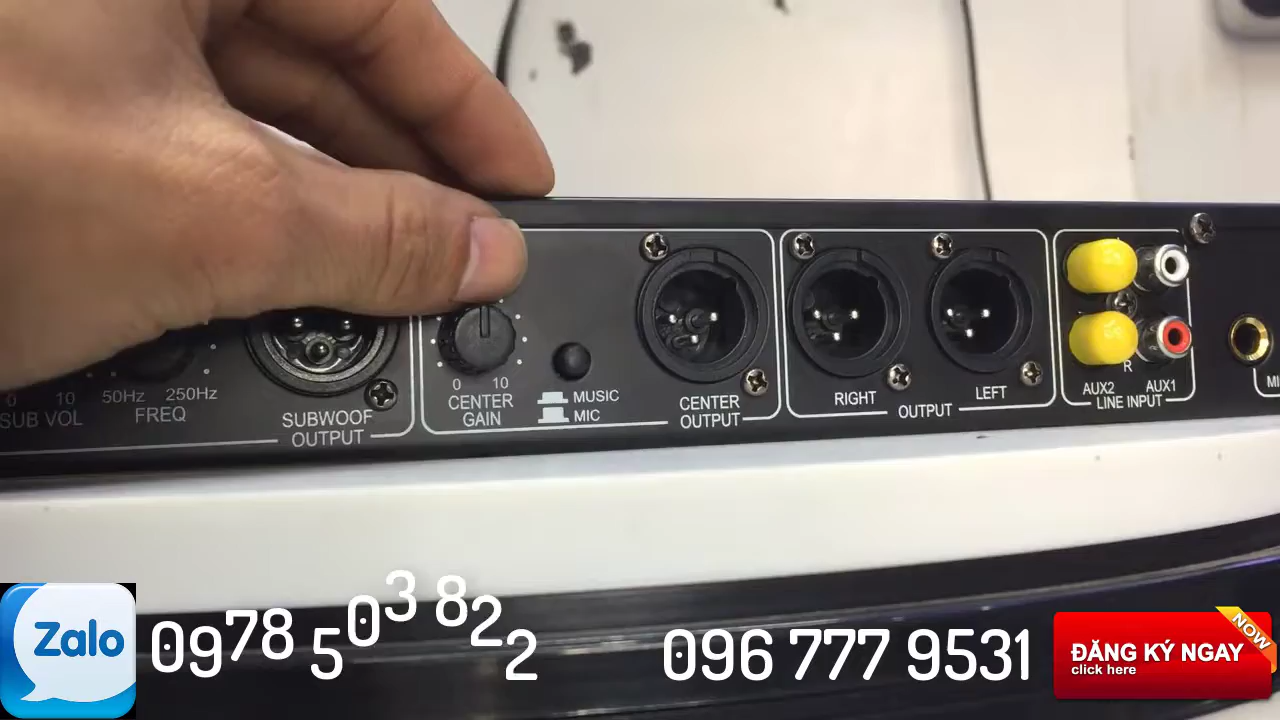 0 10
SUB VOL
50Hz 250Hz
FREQ
SUBWOOF
OUTPUT
0 10
CENTER
GAIN
MUSIC
MIC
CENTER
OUTPUT
RIGHT
LEFT
OUTPUT
R
AUX2 AUX1
LINE INPUT
MI
Zalo
0978 503 822
096 777 9531
ĐĂNG KÝ NGAY
click here
NOW